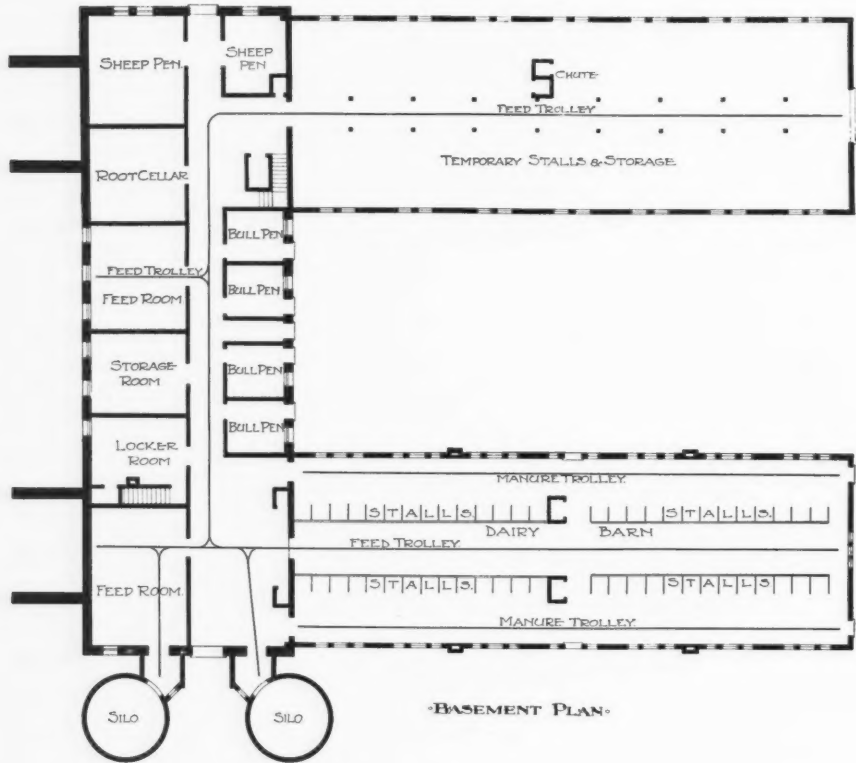 SHEEP PEN.
SHEEP
PEN
CHUTE
FEED TROLLEY
ROOT CELLAR
TEMPORARY STALLS & STORAGE
BULL PEN
FEED TROLLEY
FEED ROOM
BULL PEN
STORAGE
ROOM
BULL PEN
BULL PEN
LOCKER
ROOM
MANURE TROLLEY.
STALLS.
STALLS.
DAIRY BARN
FEED TROLLEY
STALLS.
STALLS
FEED ROOM.
MANURE TROLLEY.
SILO
SILO
·BASEMENT PLAN·